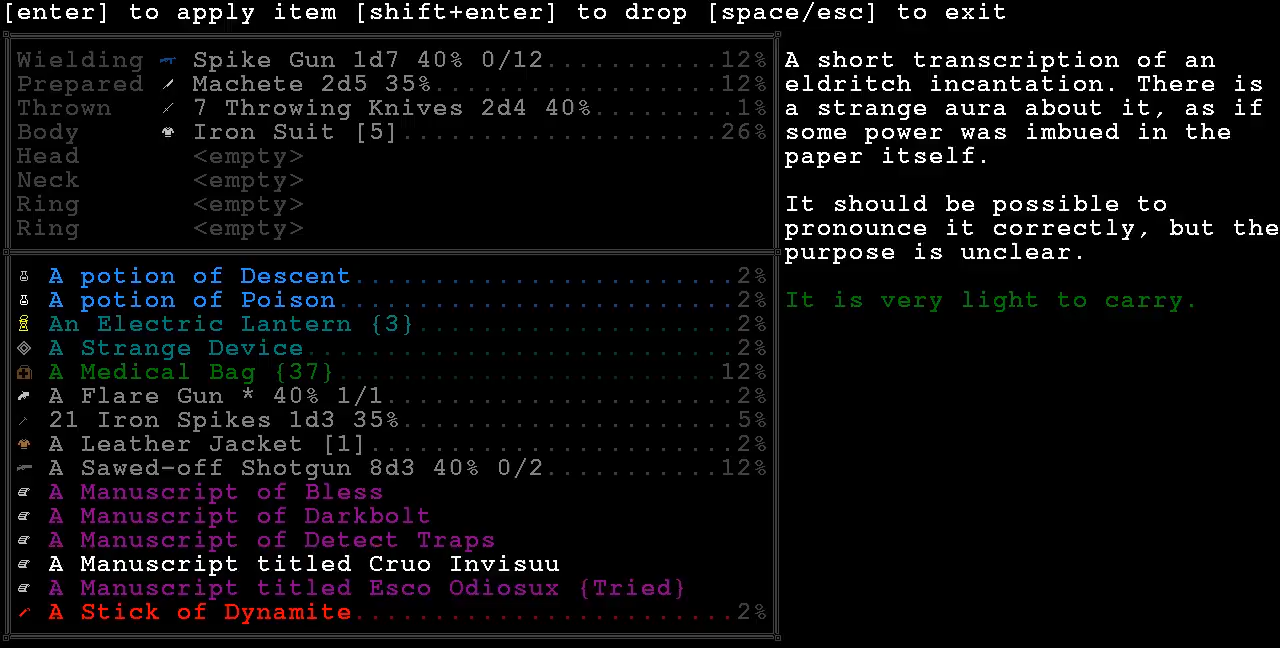 [enter] to apply item [shift+enter] to drop [space/esc] to exit
Wielding Spike Gun 1d7 40% 0/12...........12%
Prepared Machete 2d5 35%..................12%
Thrown 7 Throwing Knives 2d4 40%.........1%
Body Iron Suit [5]....................26%
Head <empty>
Neck <empty>
Ring <empty>
Ring <empty>
A potion of Descent........................2%
A potion of Poison.........................2%
An Electric Lantern {3}....................2%
A Strange Device...........................2%
A Medical Bag {37}........................12%
A Flare Gun * 40% 1/1......................2%
21 Iron Spikes 1d3 35%.....................5%
A Leather Jacket [1].......................2%
A Sawed-off Shotgun 8d3 40% 0/2...........12%
A Manuscript of Bless
A Manuscript of Darkbolt
A Manuscript of Detect Traps
A Manuscript titled Cruo Invisuu
A Manuscript titled Esco Odiosux {Tried}
A Stick of Dynamite........................2%
A short transcription of an
eldritch incantation. There is
a strange aura about it, as if
some power was imbued in the
paper itself.
It should be possible to
pronounce it correctly, but the
purpose is unclear.
It is very light to carry.